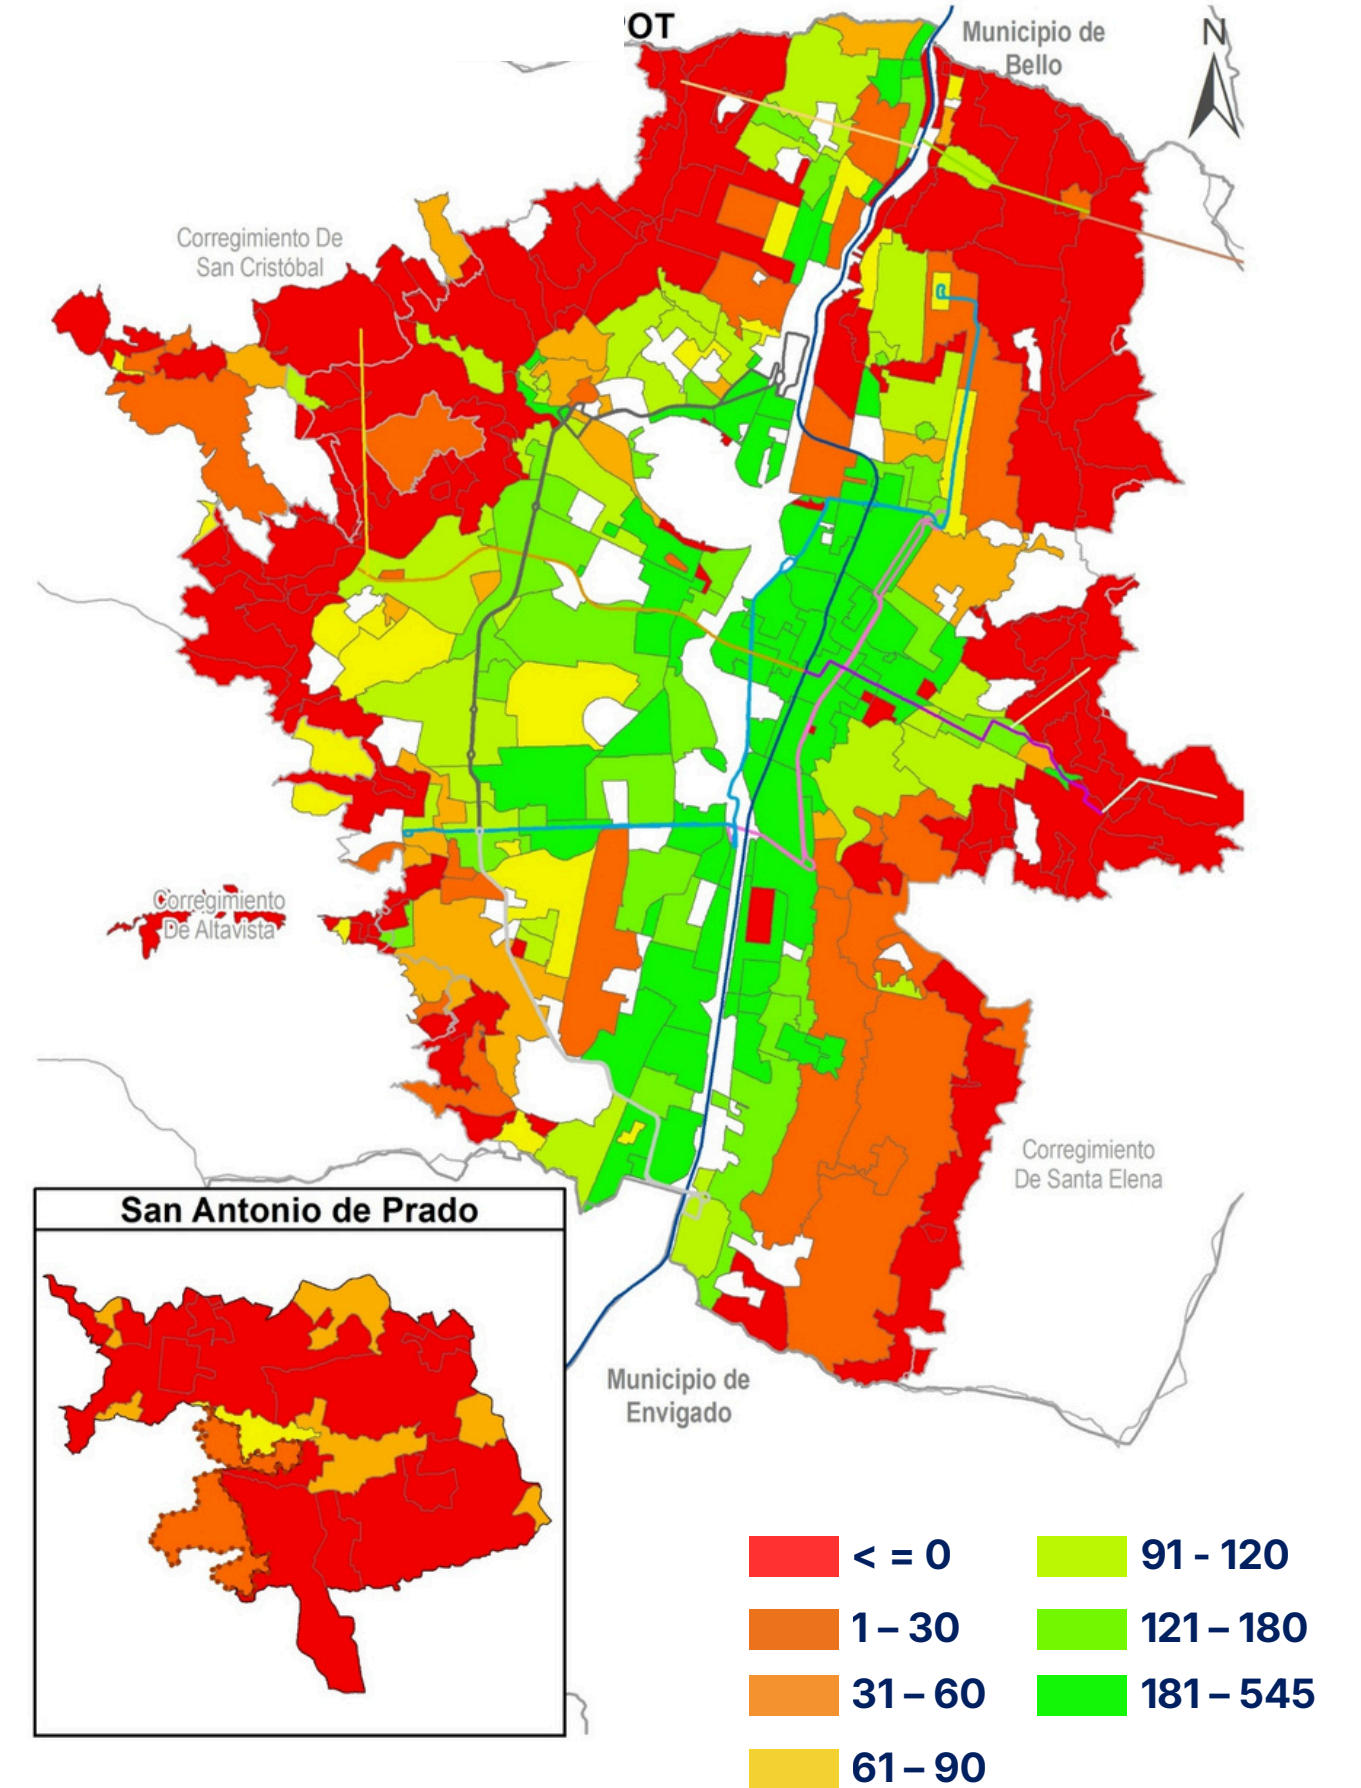 OT
Municipio de
Bello
N
Corregimiento De
San Cristóbal
Corregimiento
De Altavista
Corregimiento
De Santa Elena
San Antonio de Prado
Municipio de
Envigado
< = 0
1 – 30
31 – 60
61 – 90
91 - 120
121 – 180
181 – 545